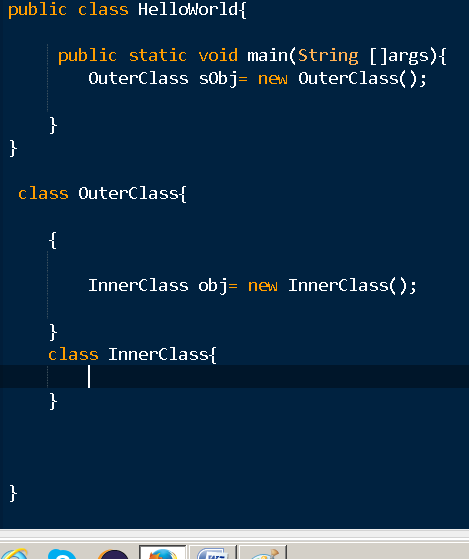 public class HelloWorld{
public static void main(String []args){
OuterClass sObj= new OuterClass();
}
}
class OuterClass{
{
InnerClass obj= new InnerClass();
}
class InnerClass{
}
}